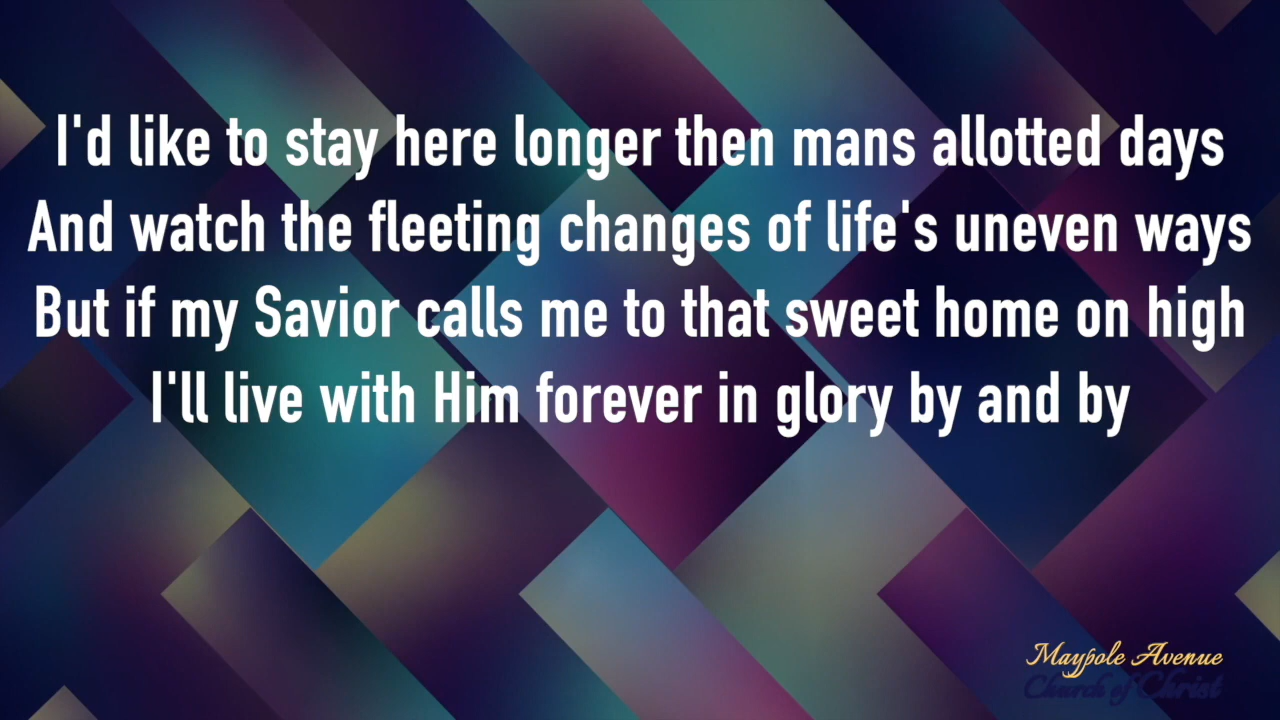 I'd like to stay here longer then mans allotted days
And watch the fleeting changes of life's uneven ways
But if my Savior calls me to that sweet home on high
I'll live with Him forever in glory by and by
Maypole Avenue
Church of Christ